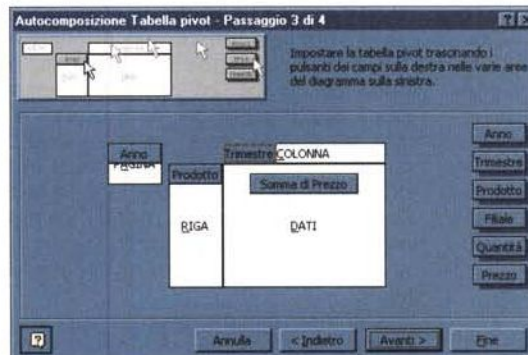 Autocomposizione Tabella pivot - Passaggio 3 di 4
Impostare la tabella pivot trascinando i
pulsanti dei campi sulla destra nelle varie aree
del diagramma sulla sinistra.
Anno
PAGINA
Trimestre COLONNA
Prodotto
Somma di Prezzo
RIGA
DATI
Anno
Trimestre
Prodotto
Filiale
Quantità
Prezzo
?
Annulla
< Indietro
Avanti >
Fine